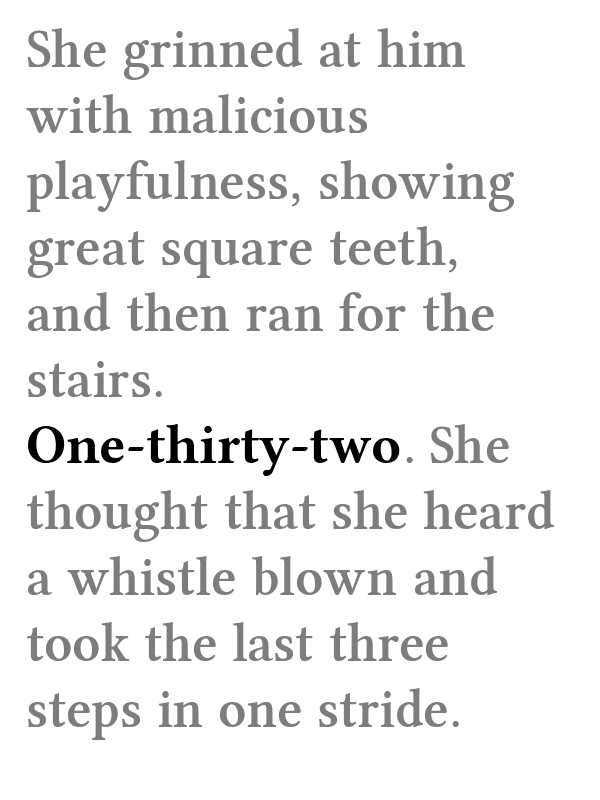 She grinned at him
with malicious
playfulness, showing
great square teeth,
and then ran for the
stairs.
One-thirty-two. She
thought that she heard
a whistle blown and
took the last three
steps in one stride.